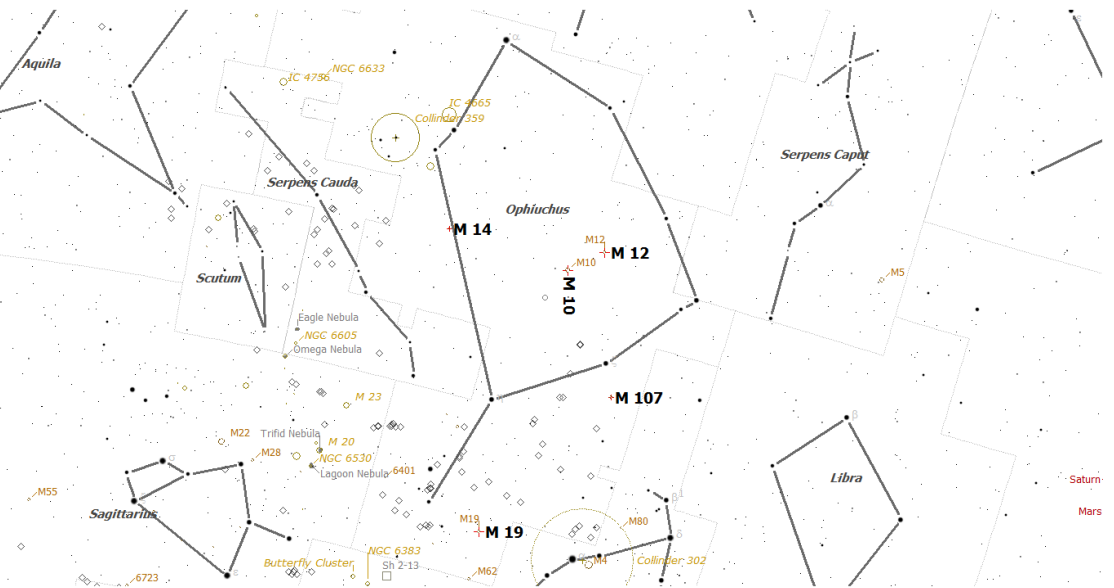 ε
α
Aquila
NGC 6633
IC 4756
IC 4665
Collinder 359
Serpens Caput
Serpens Cauda
α
Ophiuchus
M 14
M12
M 12
M10
M 10
M5
Scutum
Eagle Nebula
NGC 6605
Omega Nebula
M 23
M 107
β
M22
Trifid Nebula
M 20
M28
σ
NGC 6530
Lagoon Nebula
6401
Libra
Saturn
M55
Sagittarius
β1
M19
M 19
M80
Mars
δ
NGC 6383
Butterfly Cluster
Sh 2-13
M4
Collinder 302
M62
6723
ε